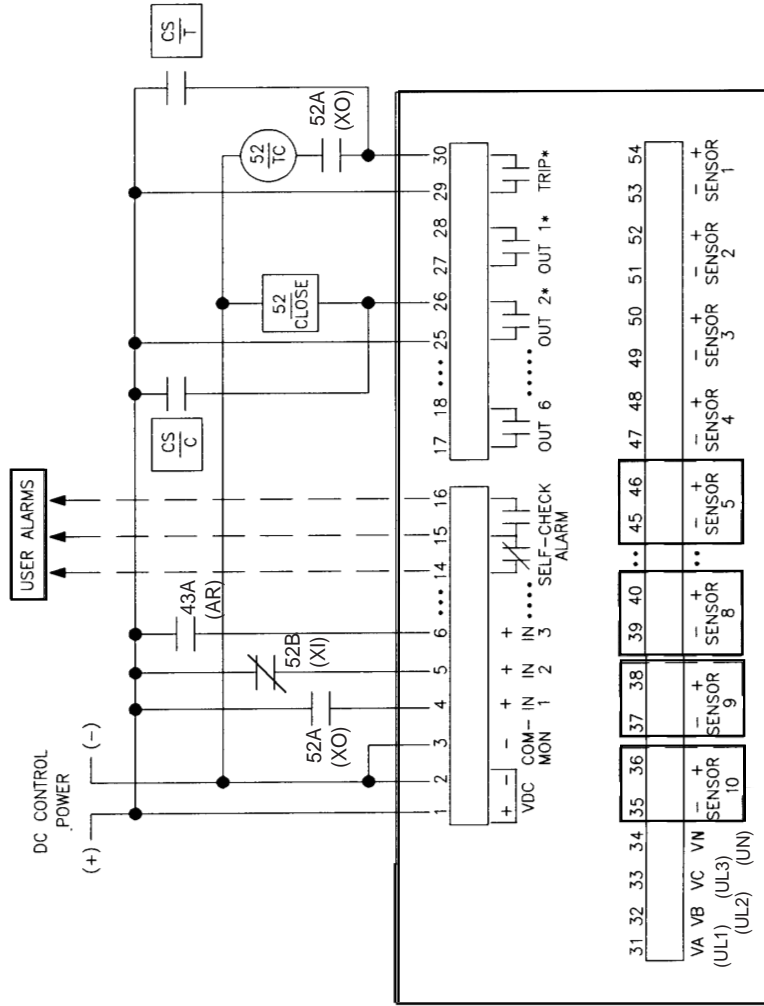 USER ALARMS
CS
T
DC CONTROL
POWER
(+)
(-)
CS
C
52
TC
52A
(XO)
52
CLOSE
43A
(AR)
52B
(XI)
52A
(XO)
1 2 3 4 5 6 ... 14 15 16 17 18 ... 25 26 27 28 29 30
+ - - + + +
VDC
COM-
MON
IN
1
IN
2
IN
3
.....
SELF-CHECK
ALARM
OUT 6
.....
OUT 2*
OUT 1*
TRIP*
31 32 33 34 35 36 37 38 39 40 .. 45 46 47 48 49 50 51 52 53 54
VA VB VC VN
(UL1) (UL3)
(UL2) (UN)
- +
SENSOR
10
- +
SENSOR
9
- +
SENSOR
8
..
- +
SENSOR
5
- +
SENSOR
4
- +
SENSOR
3
- +
SENSOR
2
- +
SENSOR
1